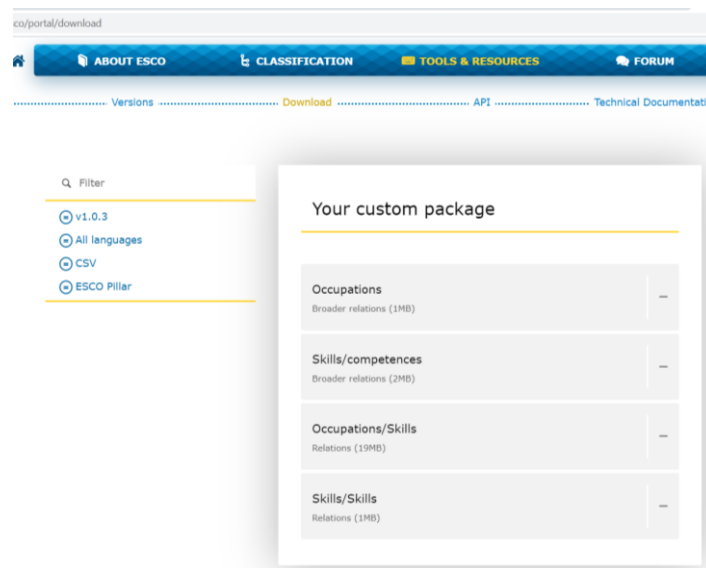 co/portal/download
ABOUT ESCO CLASSIFICATION TOOLS & RESOURCES FORUM
Versions Download API Technical
Filter
v1.0.3
All languages
CSV
ESCO Pillar
Your custom package
Occupations
Broader relations (1MB)
Skills/competences
Broader relations (2MB)
Occupations/Skills
Relations (19MB)
Skills/Skills
Relations (1MB)